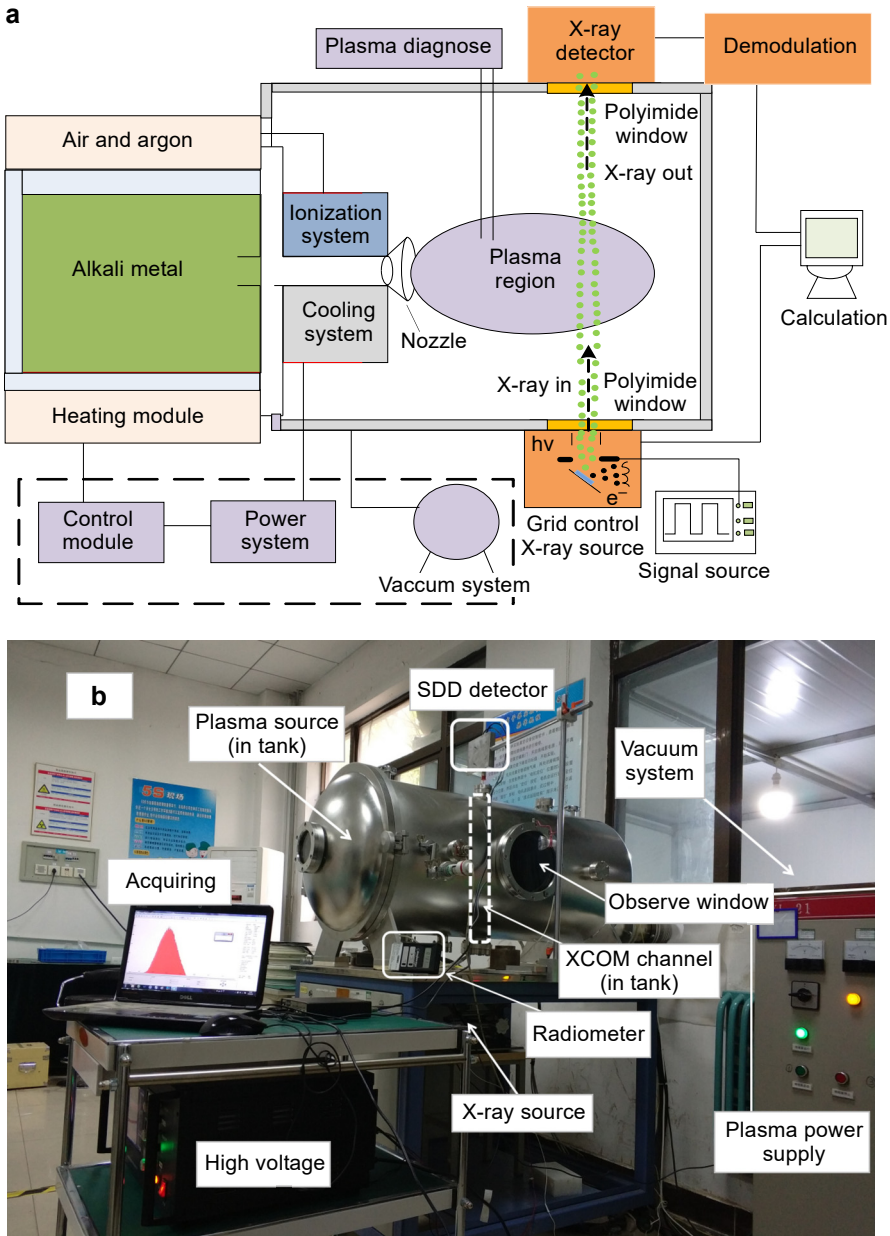 a
Plasma diagnose
X-ray
detector
Demodulation
Air and argon
Polyimide
window
X-ray out
Ionization
system
Alkali metal
Plasma
region
Cooling
system
Nozzle
Calculation
X-ray in
Polyimide
window
Heating module
hv
e⁻
Control
module
Power
system
Grid control
X-ray source
Vaccum system
Signal source
b
SDD detector
Plasma source
(in tank)
Vacuum
system
5S
Acquiring
Observe window
XCOM channel
(in tank)
DELL
Radiometer
X-ray source
Plasma power
supply
High voltage